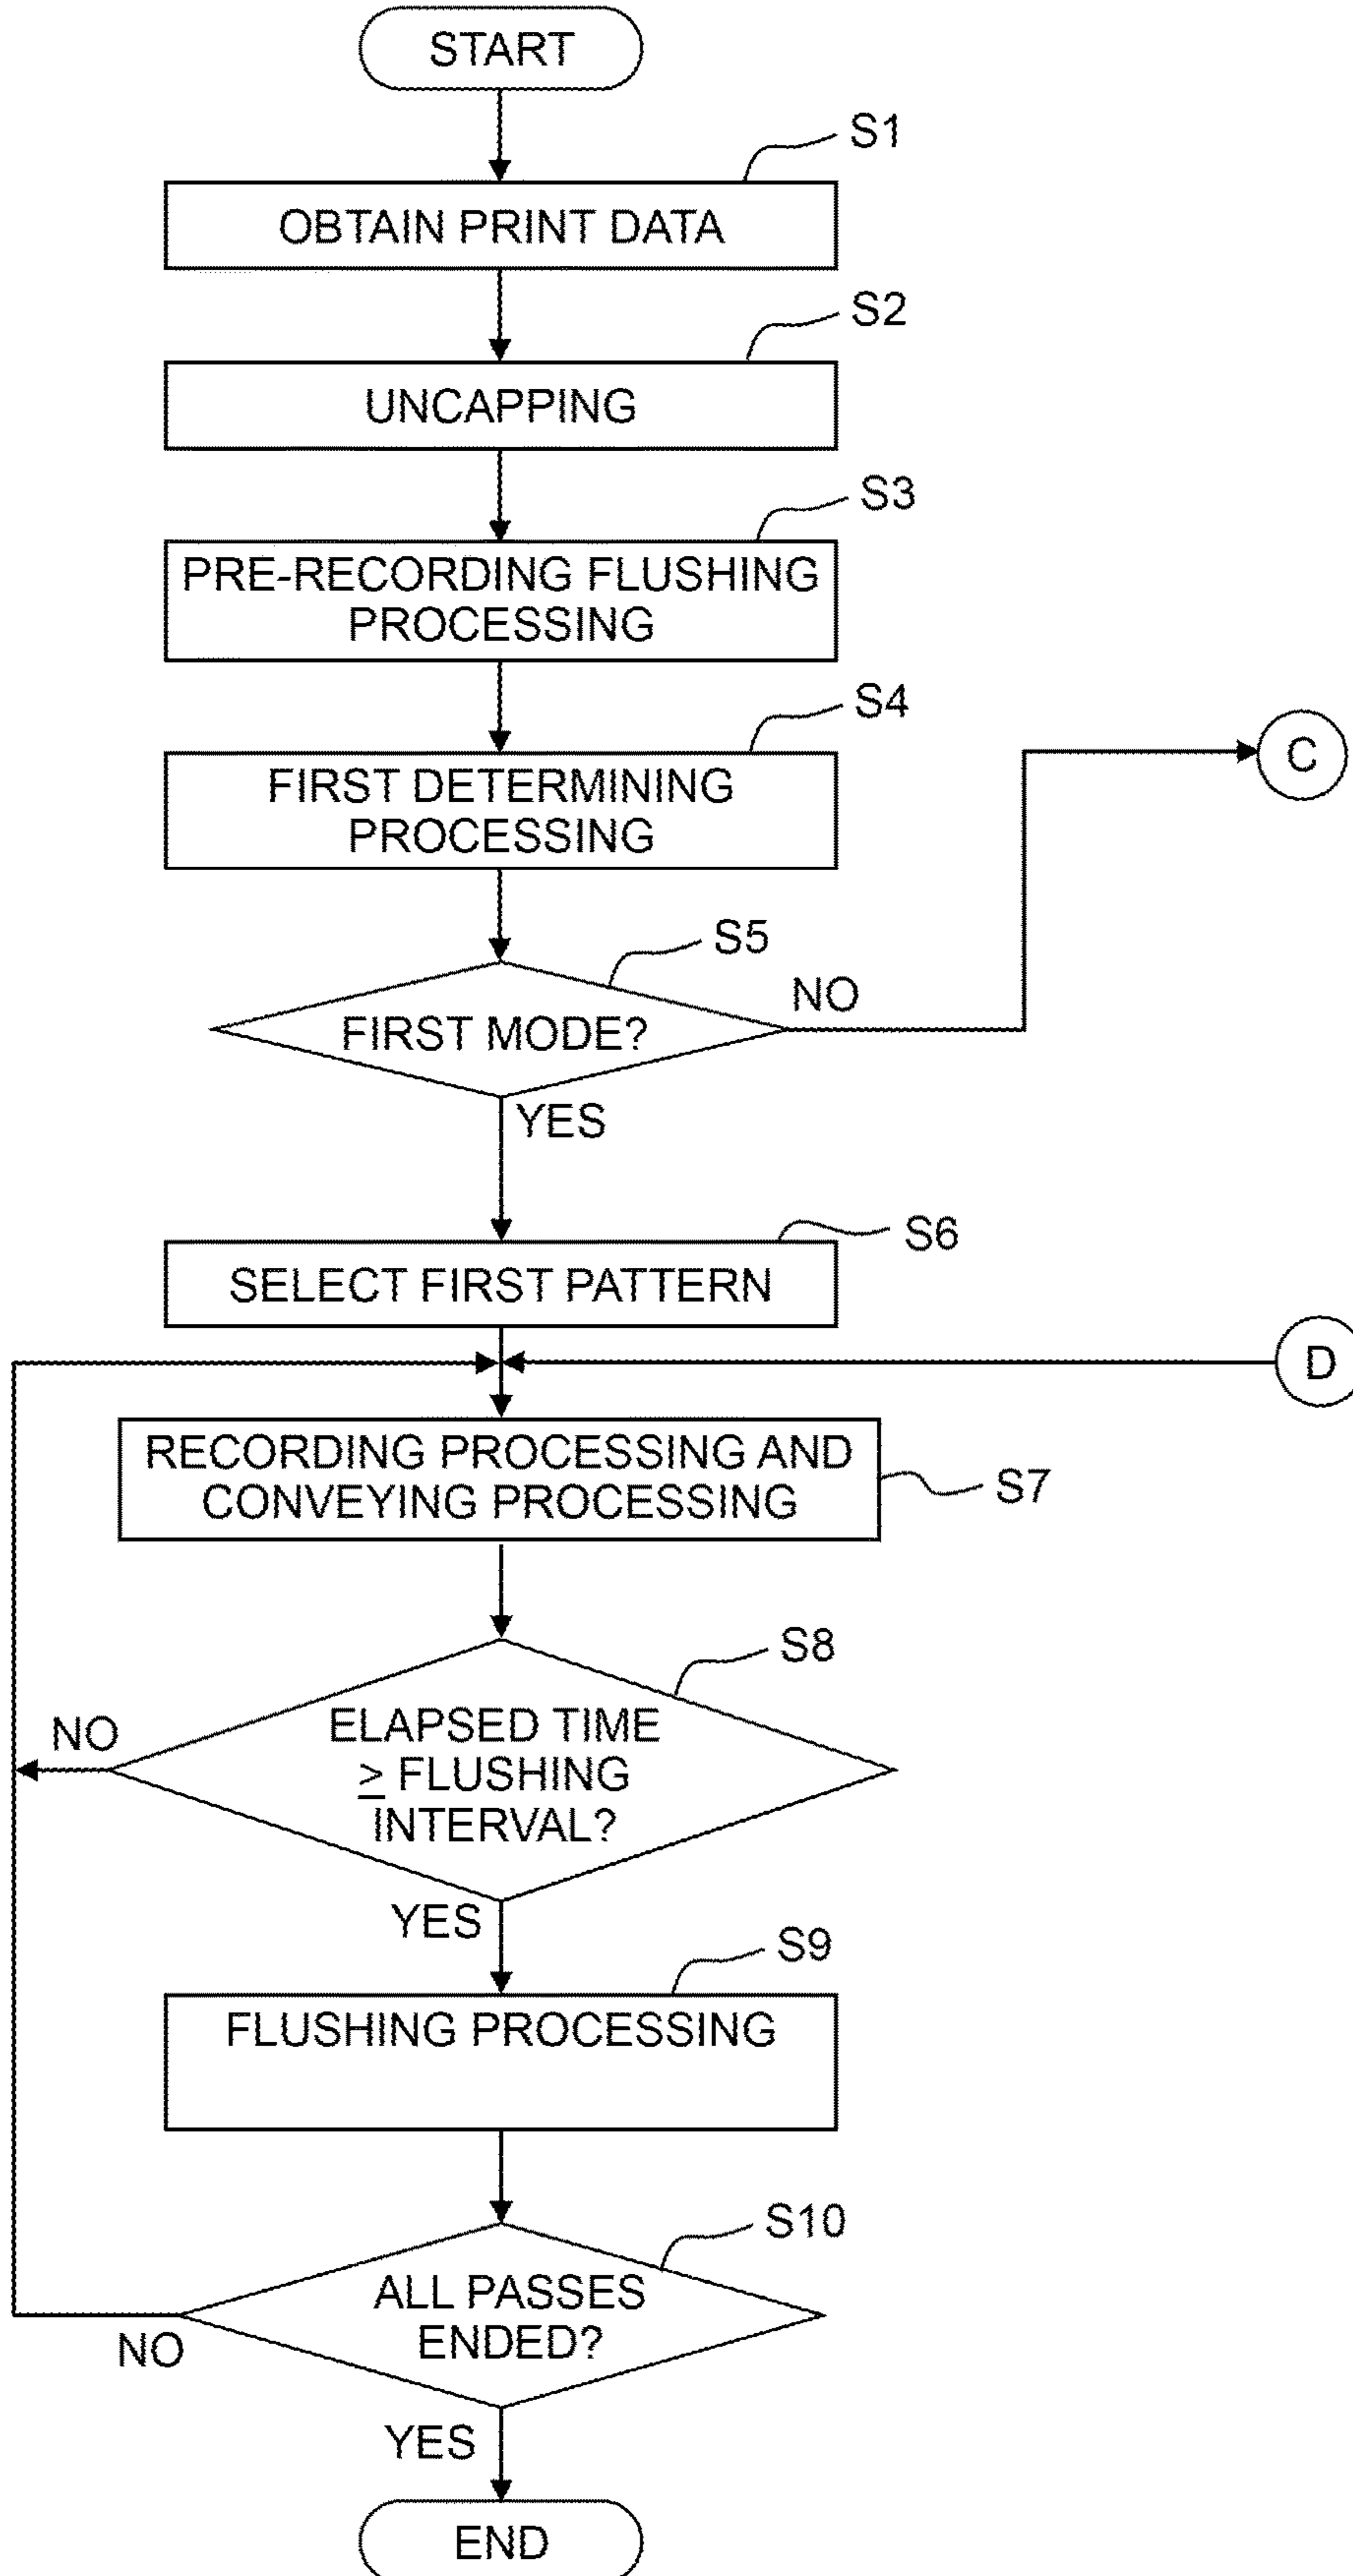 START
S1
OBTAIN PRINT DATA
S2
UNCAPPING
S3
PRE-RECORDING FLUSHING
PROCESSING
S4
FIRST DETERMINING
PROCESSING
C
S5
NO
FIRST MODE?
YES
S6
SELECT FIRST PATTERN
D
RECORDING PROCESSING AND
CONVEYING PROCESSING
S7
S8
NO
ELAPSED TIME
≥ FLUSHING
INTERVAL?
YES
S9
FLUSHING PROCESSING
S10
ALL PASSES
ENDED?
NO
YES
END